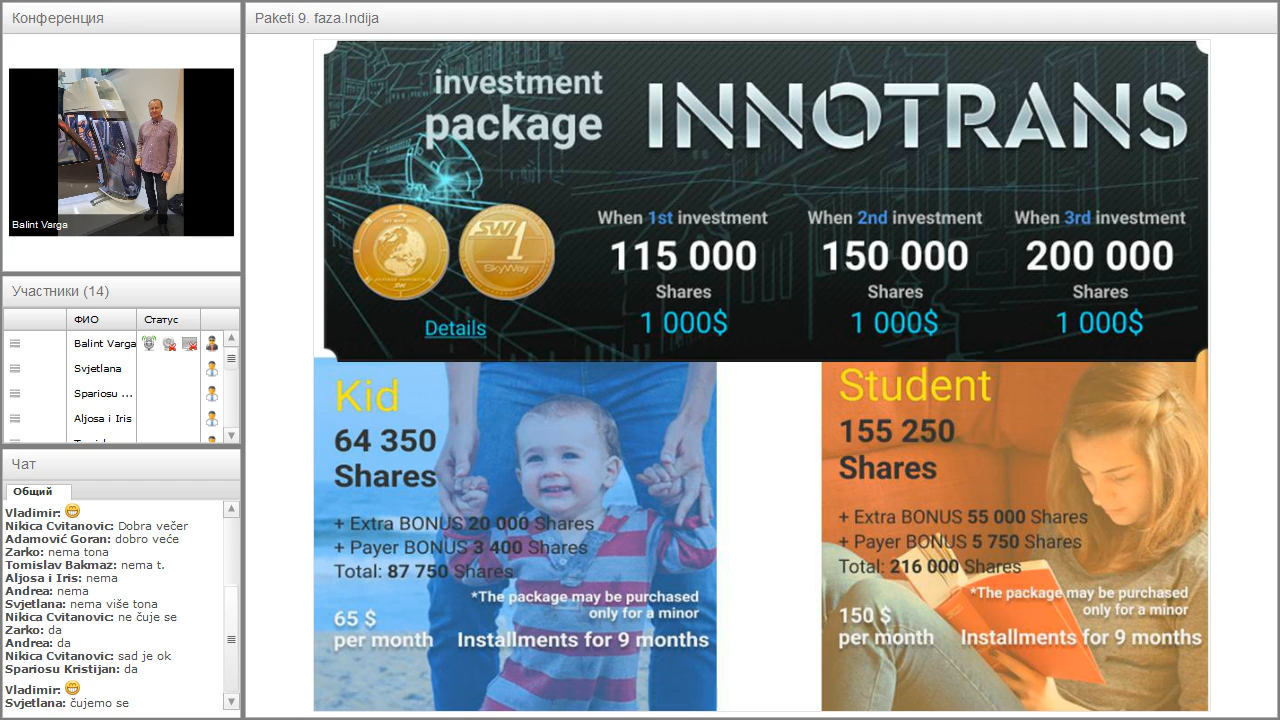 Конференция
Balint Varga
Участники (14)
ФИО Статус
Balint Varga
Svjetlana
Spariosu ...
Aljosa i Iris
Чат
Общий
Vladimir:
Nikica Cvitanovic: Dobra večer
Adamović Goran: dobro veće
Zarko: nema tona
Tomislav Bakmaz: nema t.
Aljosa i Iris: nema
Andrea: nema
Svjetlana: nema više tona
Nikica Cvitanovic: ne čuje se
Zarko: da
Andrea: da
Nikica Cvitanovic: sad je ok
Spariosu Kristijan: da
Vladimir:
Svjetlana: čujemo se
Paketi 9. faza.Indija
investment
package
INNOTRANS
SW1
SkyWay
Details
When 1st investment
115 000
Shares
1 000$
When 2nd investment
150 000
Shares
1 000$
When 3rd investment
200 000
Shares
1 000$
Kid
64 350
Shares
+ Extra BONUS 20 000 Shares
+ Payer BONUS 3 400 Shares
Total: 87 750 Shares
*The package may be purchased
only for a minor
65 $
per month
Installments for 9 months
Student
155 250
Shares
+ Extra BONUS 55 000 Shares
+ Payer BONUS 5 750 Shares
Total: 216 000 Shares
*The package may be purchased
only for a minor
150 $
per month
Installments for 9 months